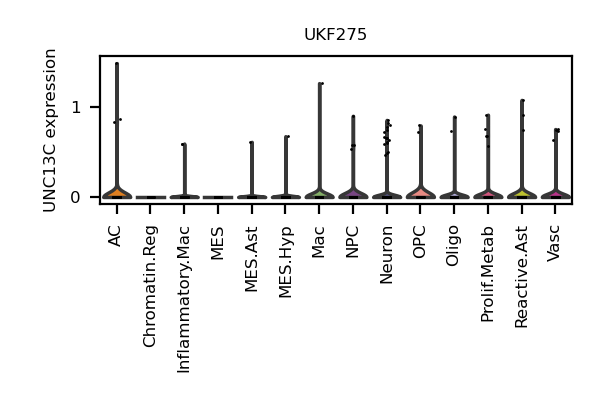 UKF275
UNC13C expression
1
0
AC
Chromatin.Reg
Inflammatory.Mac
MES
MES.Ast
MES.Hyp
Mac
NPC
Neuron
OPC
Oligo
Prolif.Metab
Reactive.Ast
Vasc